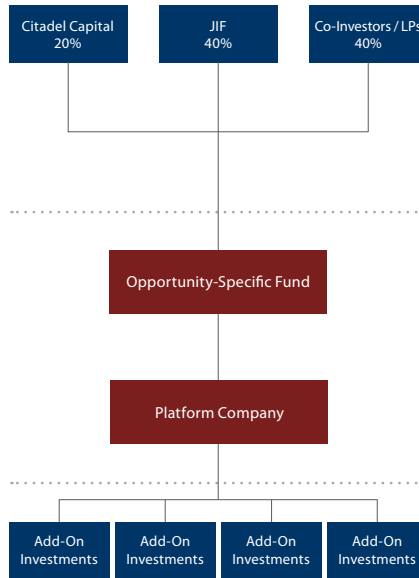 Citadel Capital
20%
JIF
40%
Co-Investors / LPs
40%
Opportunity-Specific Fund
Platform Company
Add-On
Investments
Add-On
Investments
Add-On
Investments
Add-On
Investments